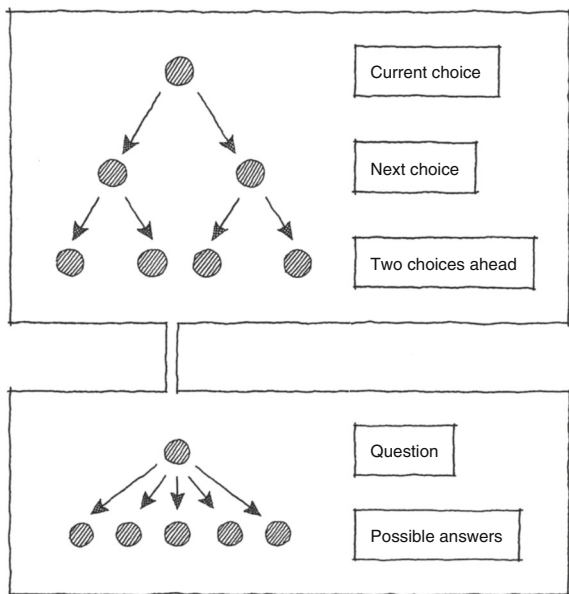 Current choice
Next choice
Two choices ahead
Question
Possible answers